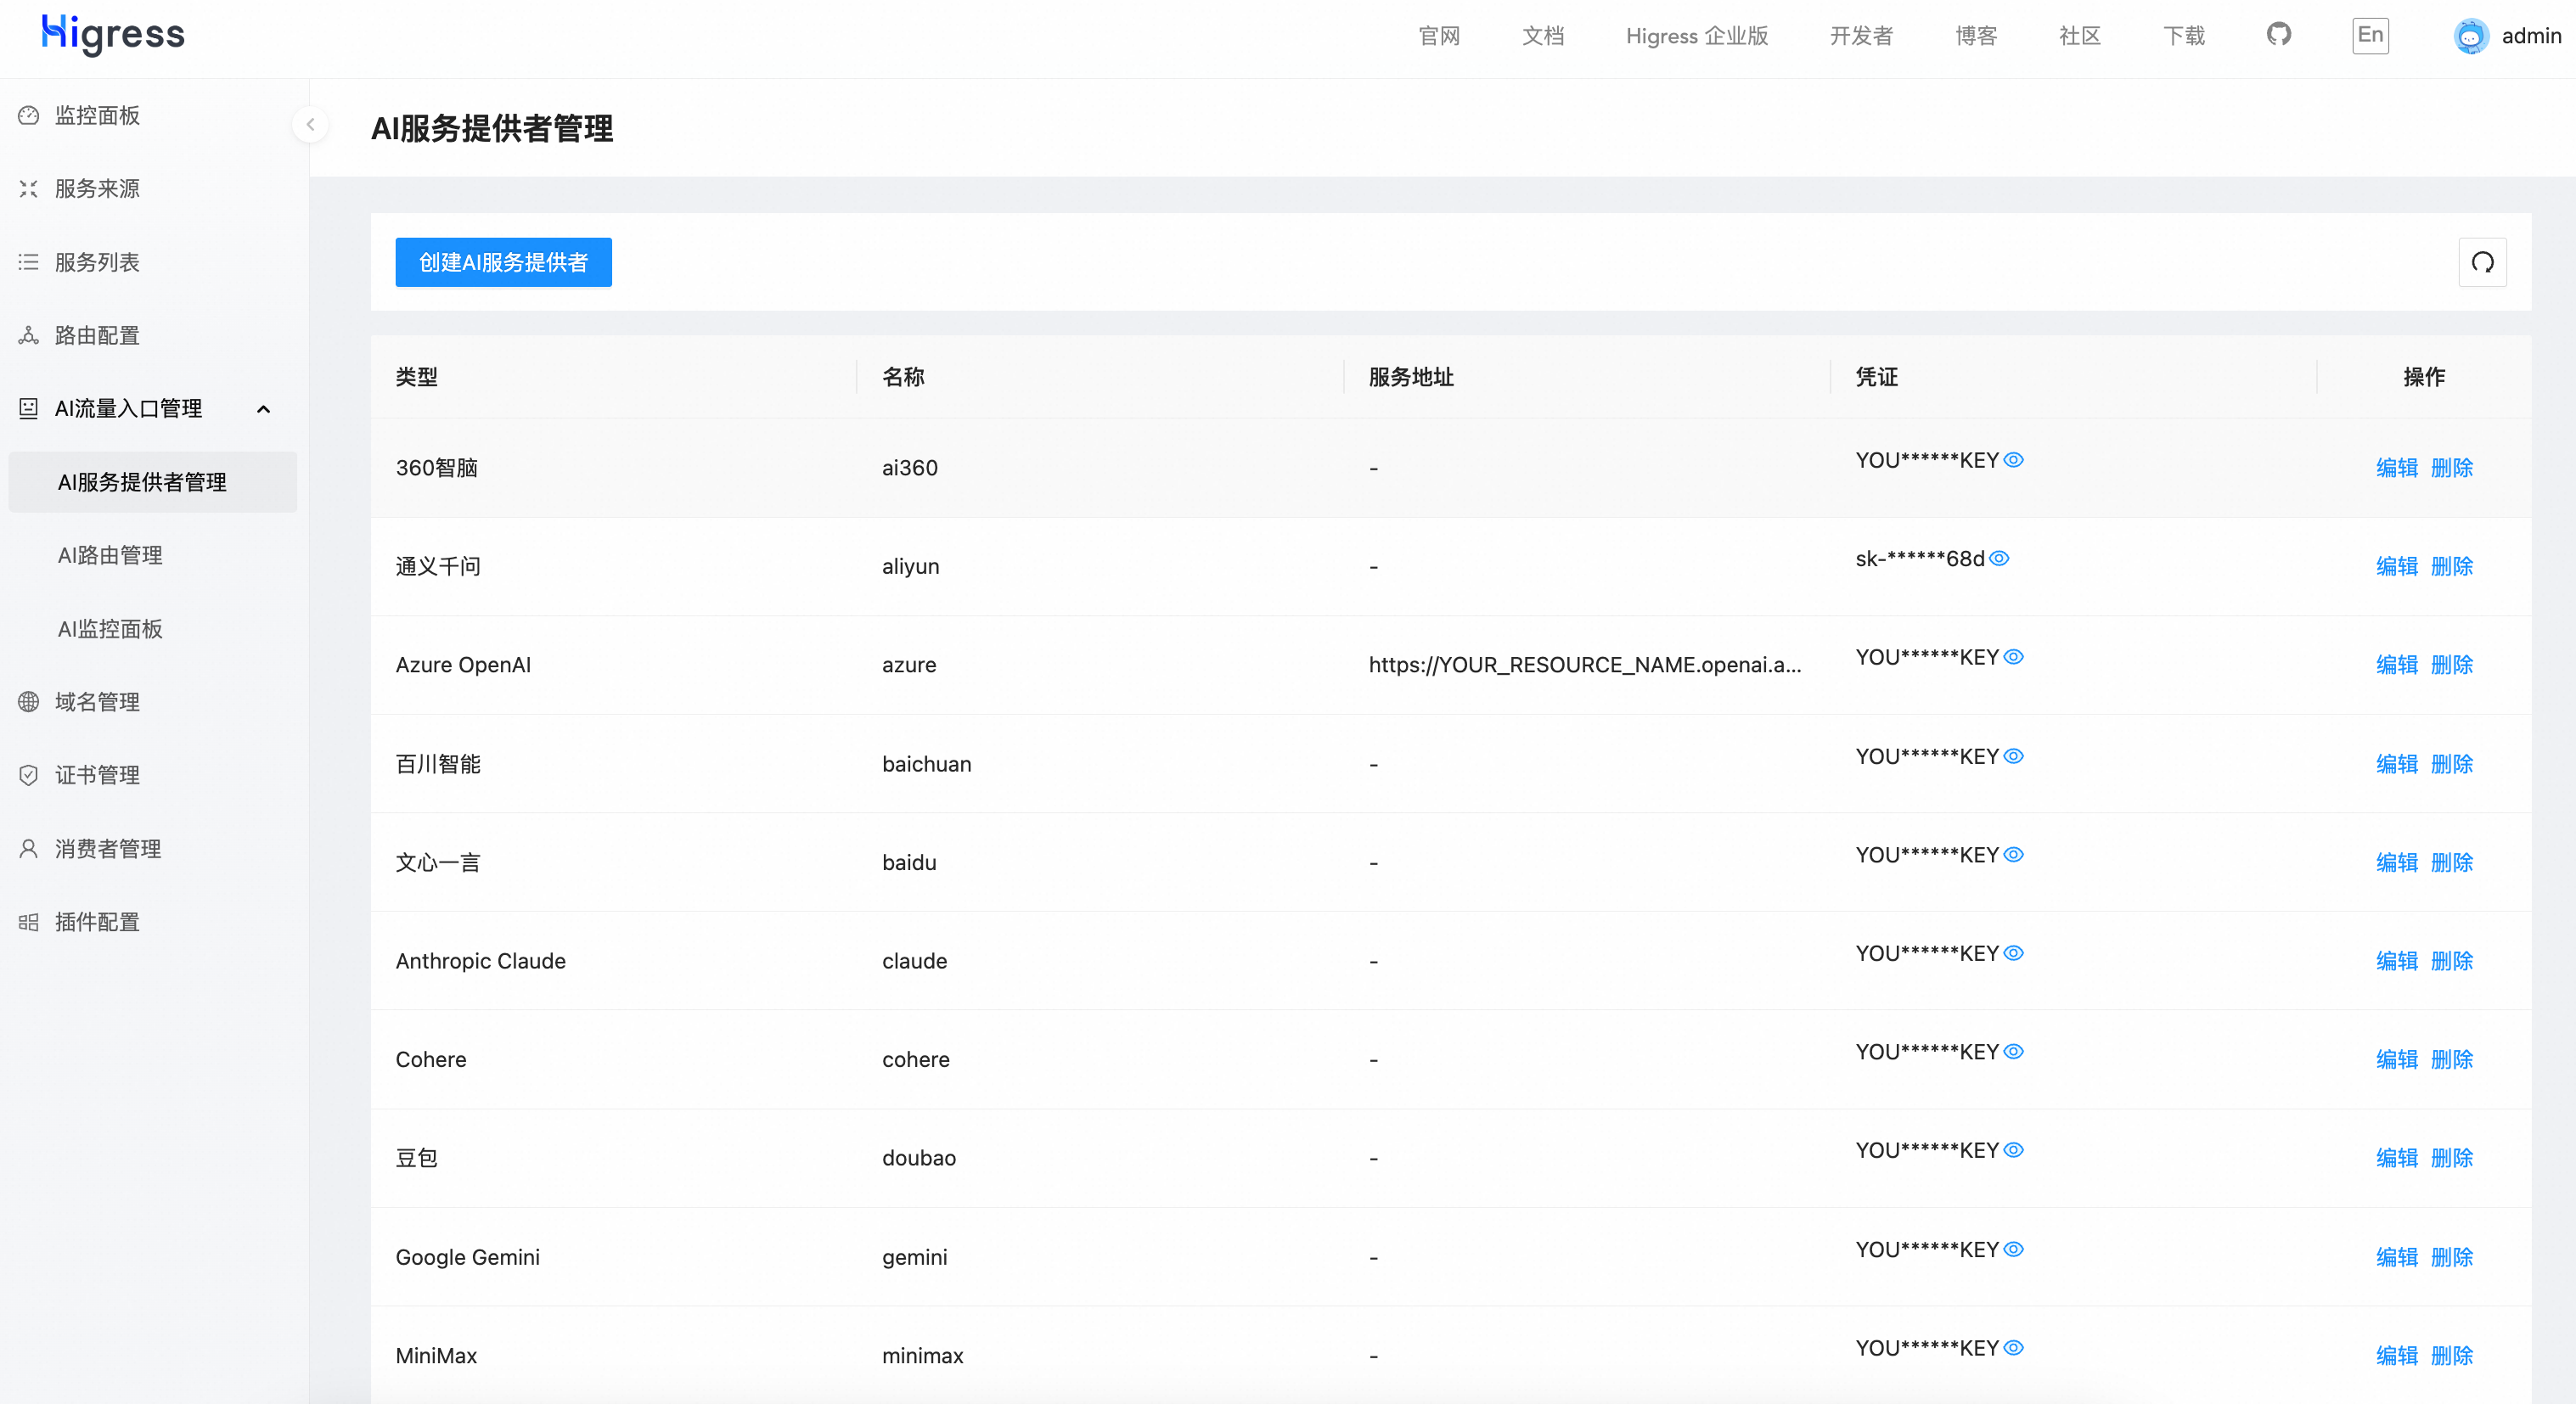 Higress
官网 文档 Higress 企业版 开发者 博客 社区 下载 En admin
监控面板
服务来源
服务列表
路由配置
AI流量入口管理
AI服务提供者管理
AI路由管理
AI监控面板
域名管理
证书管理
消费者管理
插件配置
AI服务提供者管理
创建AI服务提供者
类型 名称 服务地址 凭证 操作
360智脑 ai360 - YOU******KEY 编辑 删除
通义千问 aliyun - sk-******68d 编辑 删除
Azure OpenAI azure https://YOUR_RESOURCE_NAME.openai.a... YOU******KEY 编辑 删除
百川智能 baichuan - YOU******KEY 编辑 删除
文心一言 baidu - YOU******KEY 编辑 删除
Anthropic Claude claude - YOU******KEY 编辑 删除
Cohere cohere - YOU******KEY 编辑 删除
豆包 doubao - YOU******KEY 编辑 删除
Google Gemini gemini - YOU******KEY 编辑 删除
MiniMax minimax - YOU******KEY 编辑 删除